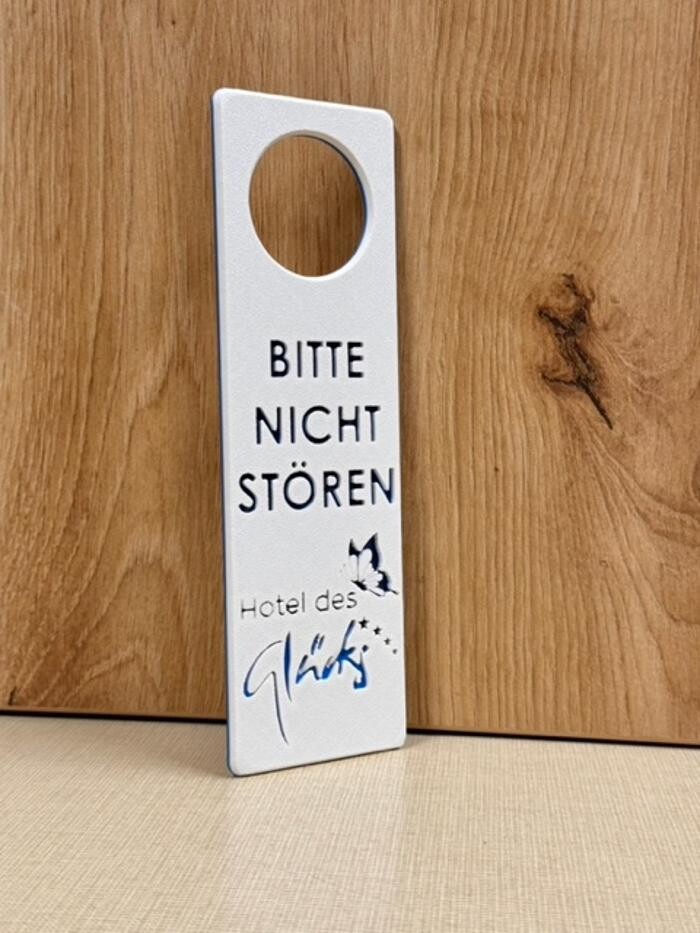 BITTE
NICHT
STÖREN
Hotel des
Glücks